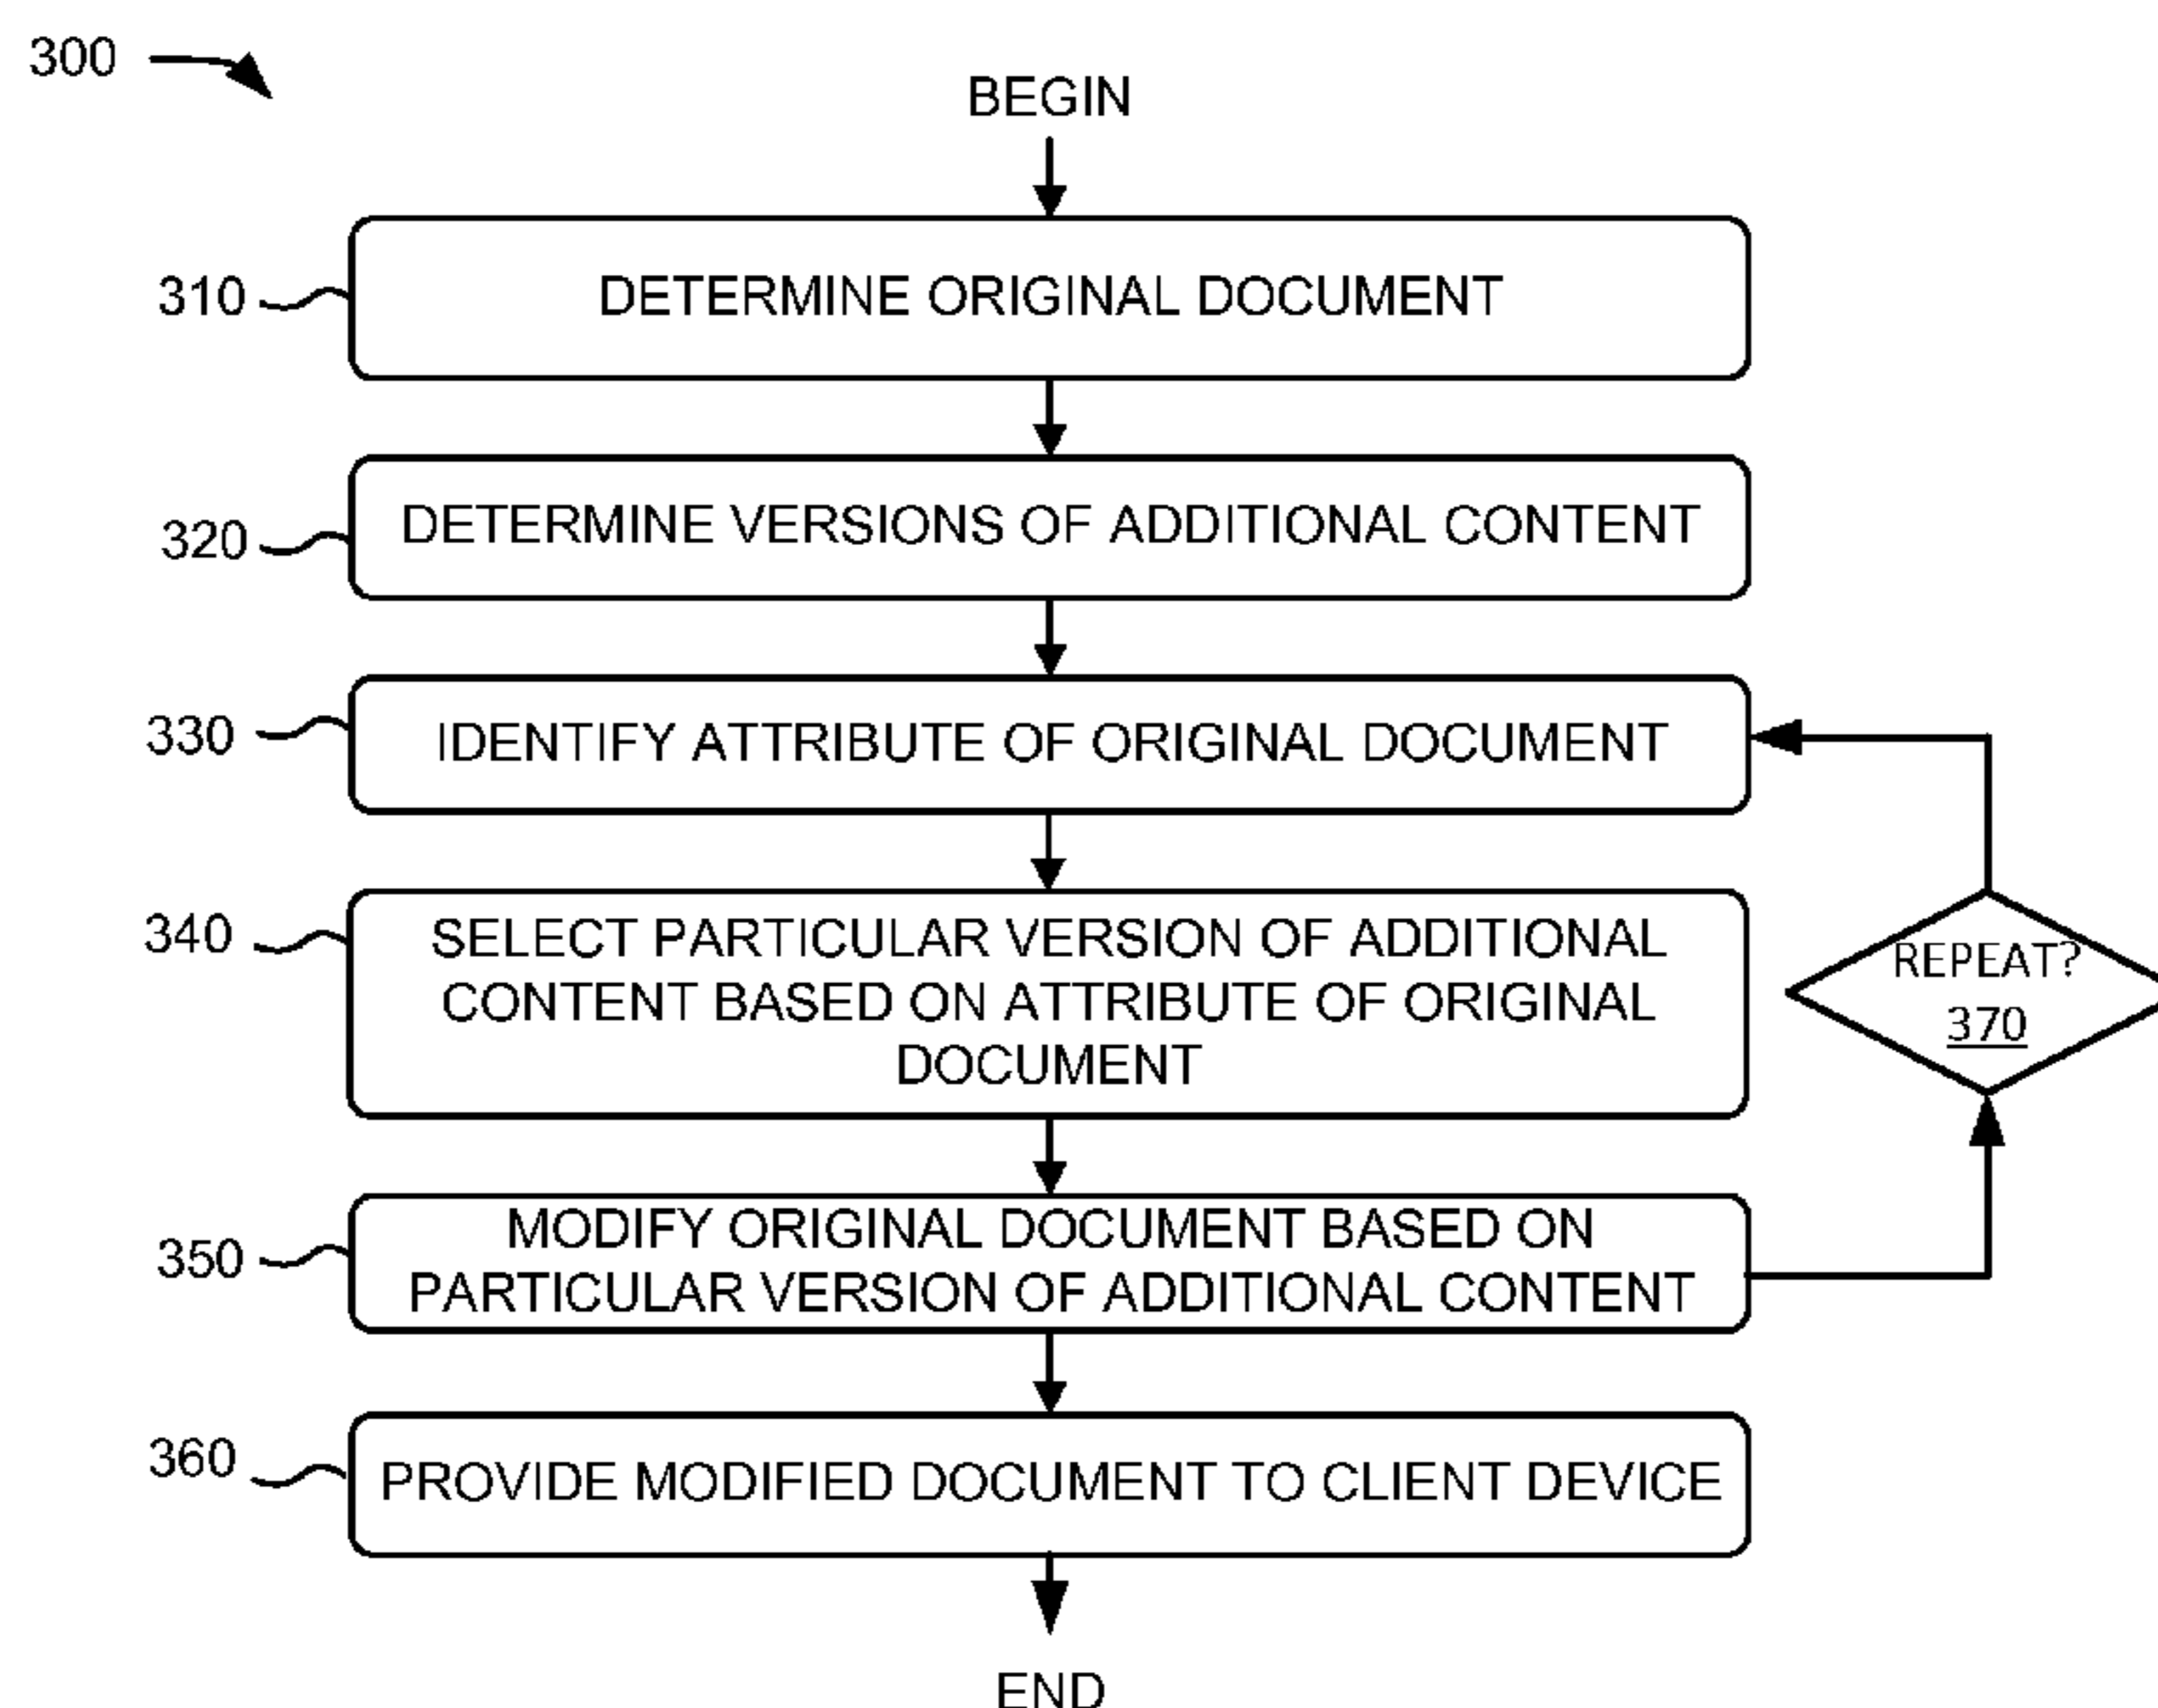 300
BEGIN
310
DETERMINE ORIGINAL DOCUMENT
320
DETERMINE VERSIONS OF ADDITIONAL CONTENT
330
IDENTIFY ATTRIBUTE OF ORIGINAL DOCUMENT
340
SELECT PARTICULAR VERSION OF ADDITIONAL
CONTENT BASED ON ATTRIBUTE OF ORIGINAL
DOCUMENT
REPEAT?
370
350
MODIFY ORIGINAL DOCUMENT BASED ON
PARTICULAR VERSION OF ADDITIONAL CONTENT
360
PROVIDE MODIFIED DOCUMENT TO CLIENT DEVICE
END